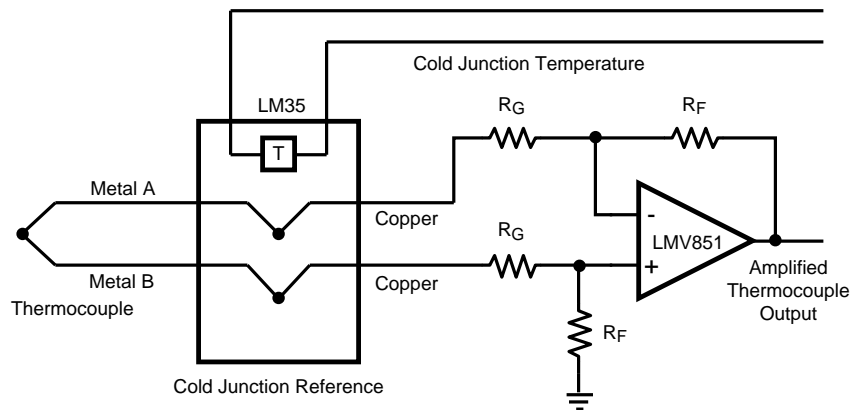 Cold Junction Temperature
LM35
RG
RF
T
Metal A
Copper
RG
-
LMV851
+
Metal B
Copper
Thermocouple
Amplified
Thermocouple
Output
RF
Cold Junction Reference